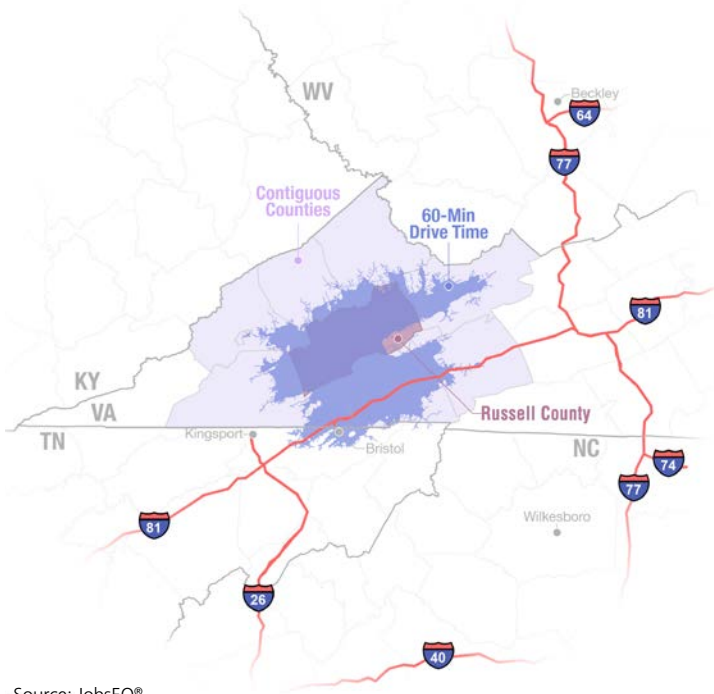 WV
Beckley
64
77
Contiguous
Counties
60-Min
Drive Time
81
KY
VA
Russell County
TN
Kingsport
Bristol
NC
74
77
81
Wilkesboro
26
40
Source: JobsEQ®